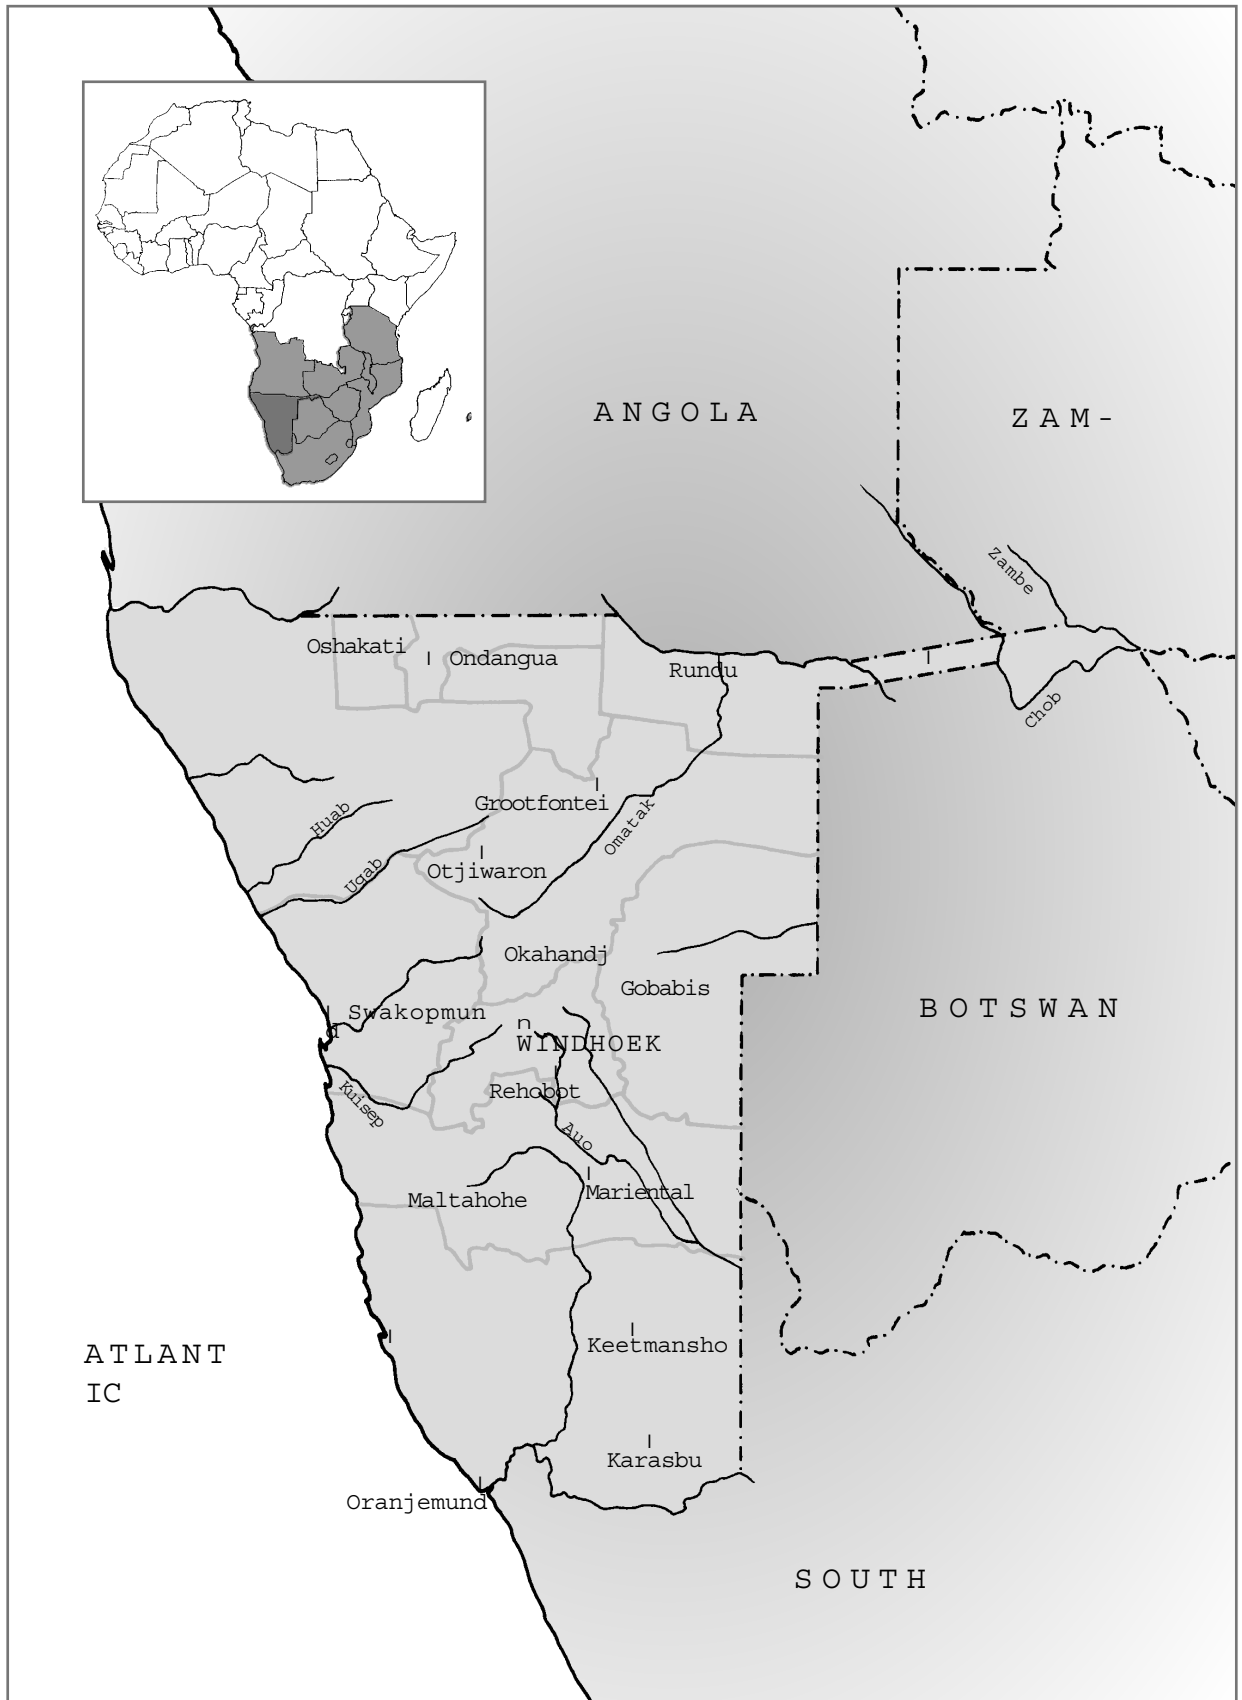 ANGOLA
ZAM-
Zambe
Oshakati
Ondangua
Rundu
Chob
Grootfontei
Huab
Omatak
Otjiwaron
Ugab
Okahandj
Gobabis
BOTSWAN
Swakopmun
d
n
WINDHOEK
Rehobot
Kuisep
Auo
Mariental
Maltahohe
Keetmansho
ATLANT
IC
Karasbu
Oranjemund
SOUTH